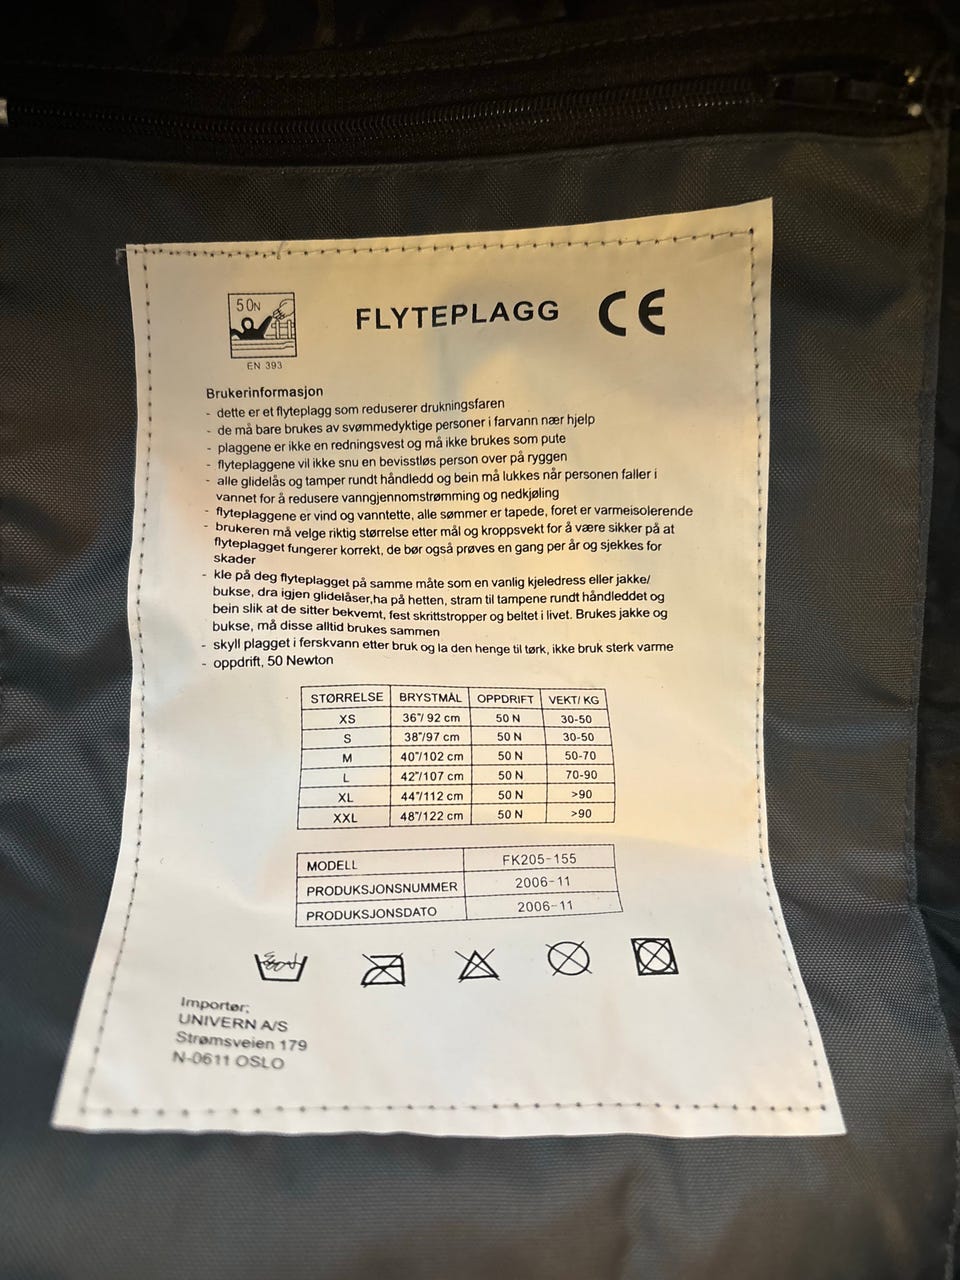 50N
FLYTEPLAGG CE
EN 393
Brukerinformasjon
- dette er et flyteplagg som reduserer drukningsfaren
- de må bare brukes av svømmedyktige personer i farvann nær hjelp
- plaggene er ikke en redningsvest og må ikke brukes som pute
- flyteplaggene vil ikke snu en bevisstløs person over på ryggen
- alle glidelås og tamper rundt håndledd og bein må lukkes når personen faller i
vannet for å redusere vanngjennomstrømming og nedkjøling
- flyteplaggene er vind og vanntette, alle sømmer er tapede, foret er varmeisolerende
- brukeren må velge riktig størrelse etter mål og kroppsvekt for å være sikker på at
flyteplagget fungerer korrekt, de bør også prøves en gang per år og sjekkes for
skader
- kle på deg flyteplagget på samme måte som en vanlig kjeledress eller jakke/
bukse, dra igjen glidelåser,ha på hetten, stram til tampene rundt håndleddet og
bein slik at de sitter bekvemt, fest skrittstropper og beltet i livet. Brukes jakke og
bukse, må disse alltid brukes sammen
- skyll plagget i ferskvann etter bruk og la den henge til tørk, ikke bruk sterk varme
- oppdrift, 50 Newton
STØRRELSE BRYSTMÅL OPPDRIFT VEKT/ KG
XS 36"/ 92 cm 50 N 30-50
S 38"/97 cm 50 N 30-50
M 40"/102 cm 50 N 50-70
L 42"/107 cm 50 N 70-90
XL 44"/112 cm 50 N >90
XXL 48"/122 cm 50 N >90
MODELL FK205-155
PRODUKSJONSNUMMER 2006-11
PRODUKSJONSDATO 2006-11
Importør;
UNIVERN A/S
Strømsveien 179
N-0611 OSLO